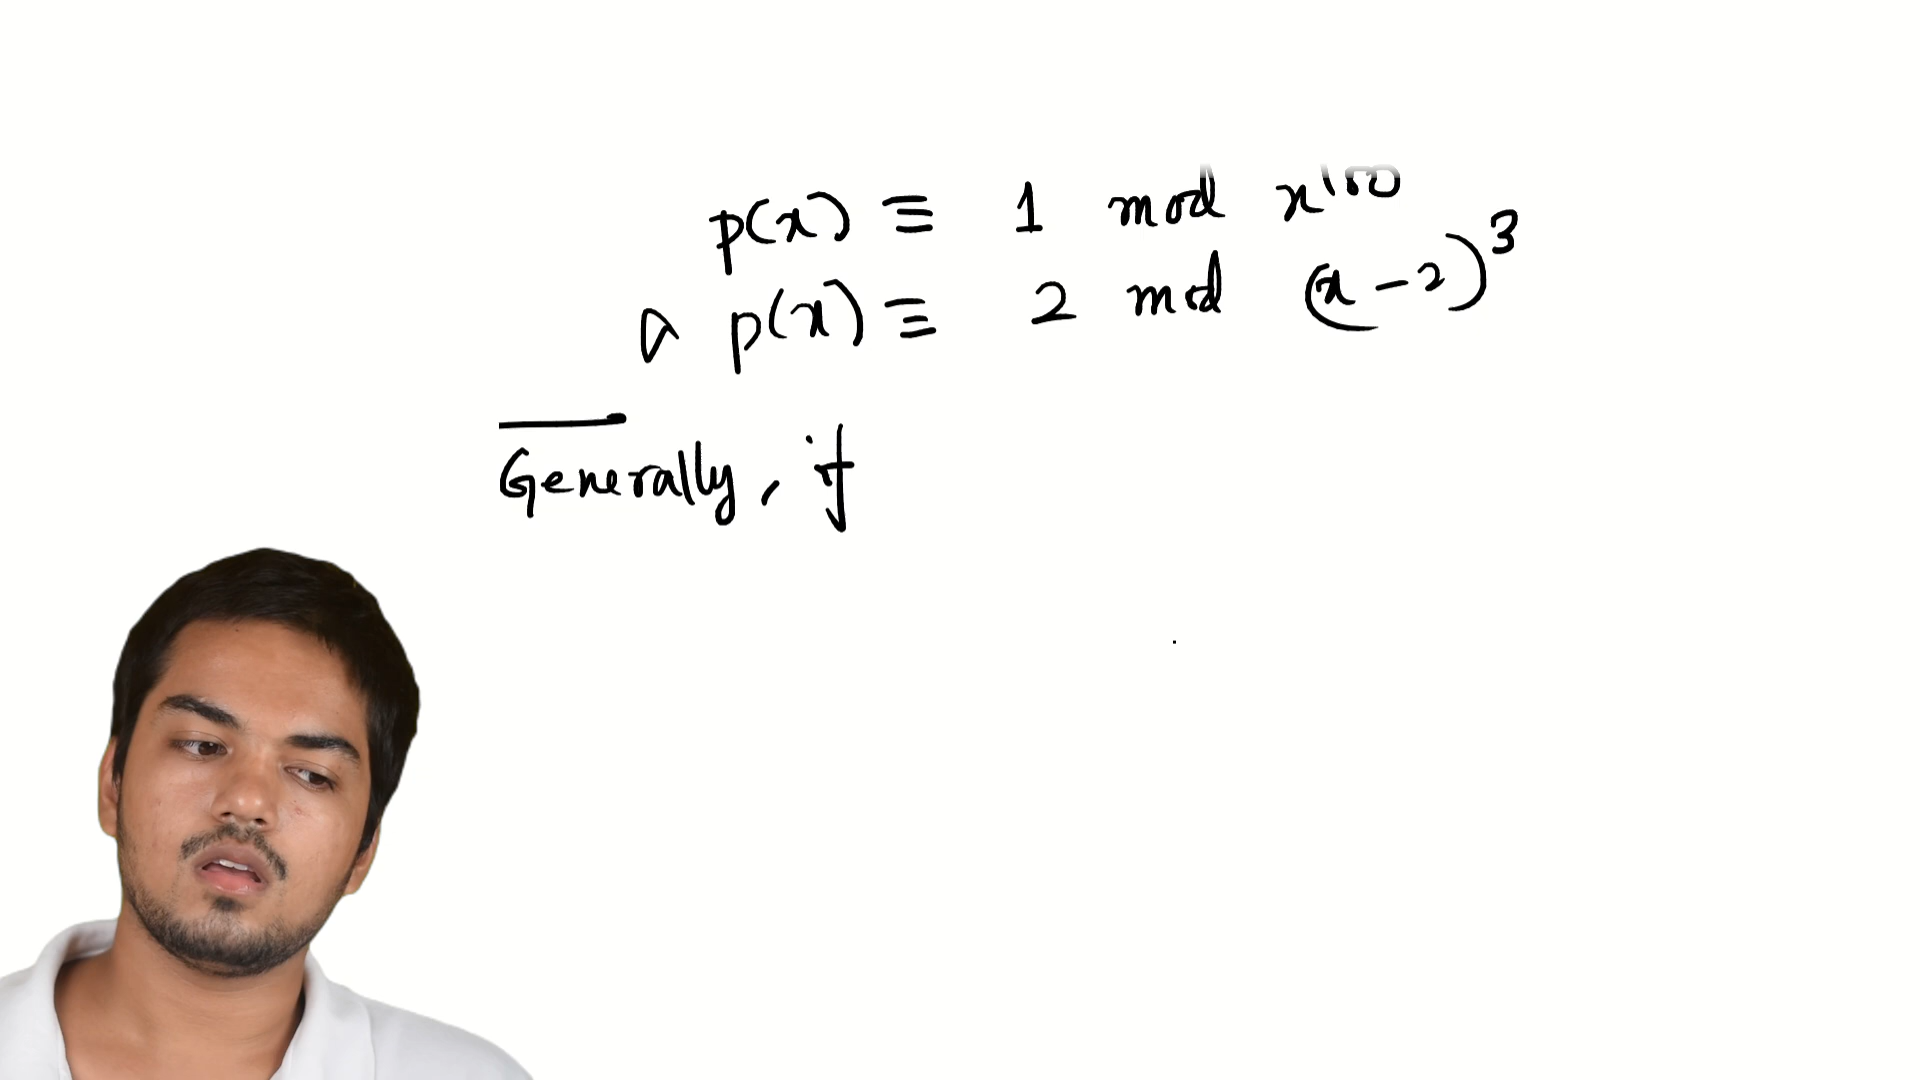 p(x) ≡ 1 mod x^100
& p(x) ≡ 2 mod (x-2)^3
Generally, if